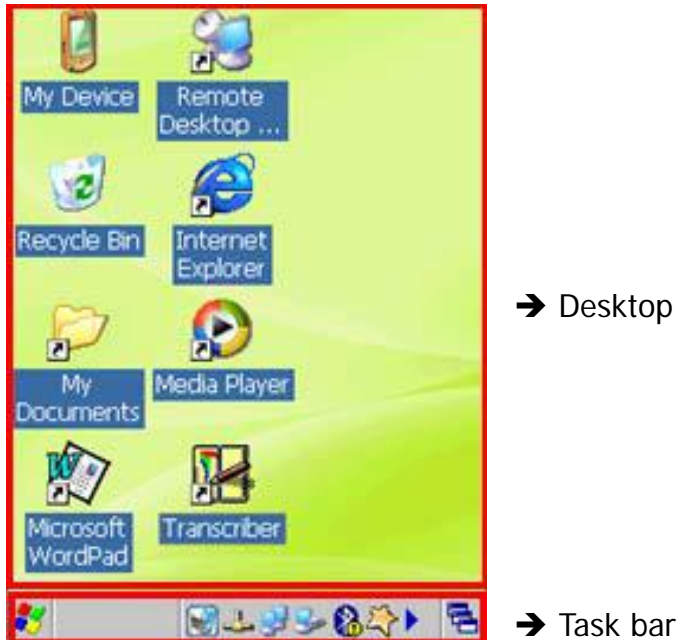 My Device
Remote
Desktop ...
Recycle Bin
Internet
Explorer
➔ Desktop
My
Documents
Media Player
Microsoft
WordPad
Transcriber
➔ Task bar